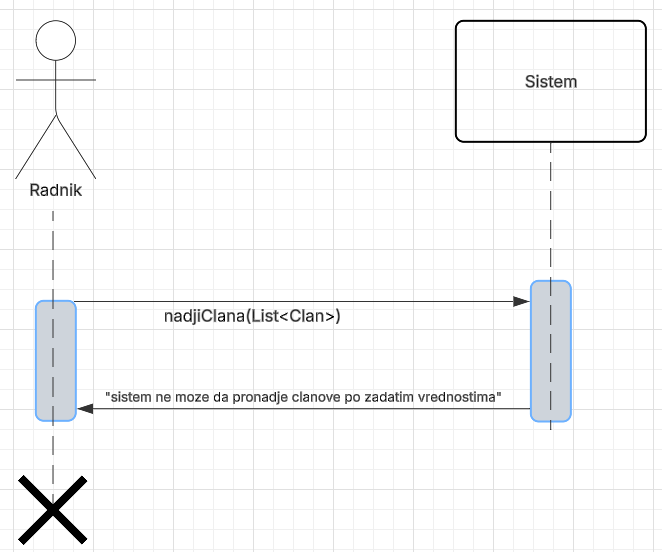 Sistem
Radnik
nadjiClana(List<Clan>)
"sistem ne moze da pronadje clanove po zadatim vrednostima"